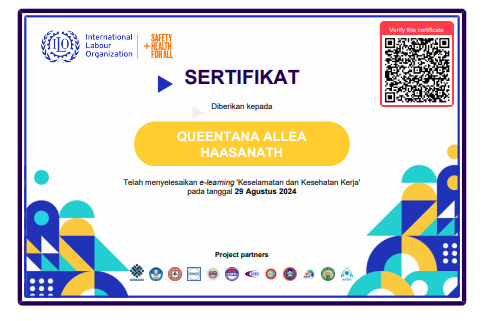 International
Labour
Organization
SAFETY
+HEALTH
FOR ALL
Verify this certificate
SERTIFIKAT
Diberikan kepada
QUEENTANA ALLEA
HAASANATH
Telah menyelesaikan e-learning 'Keselamatan dan Kesehatan Kerja'
pada tanggal 29 Agustus 2024
Project partners